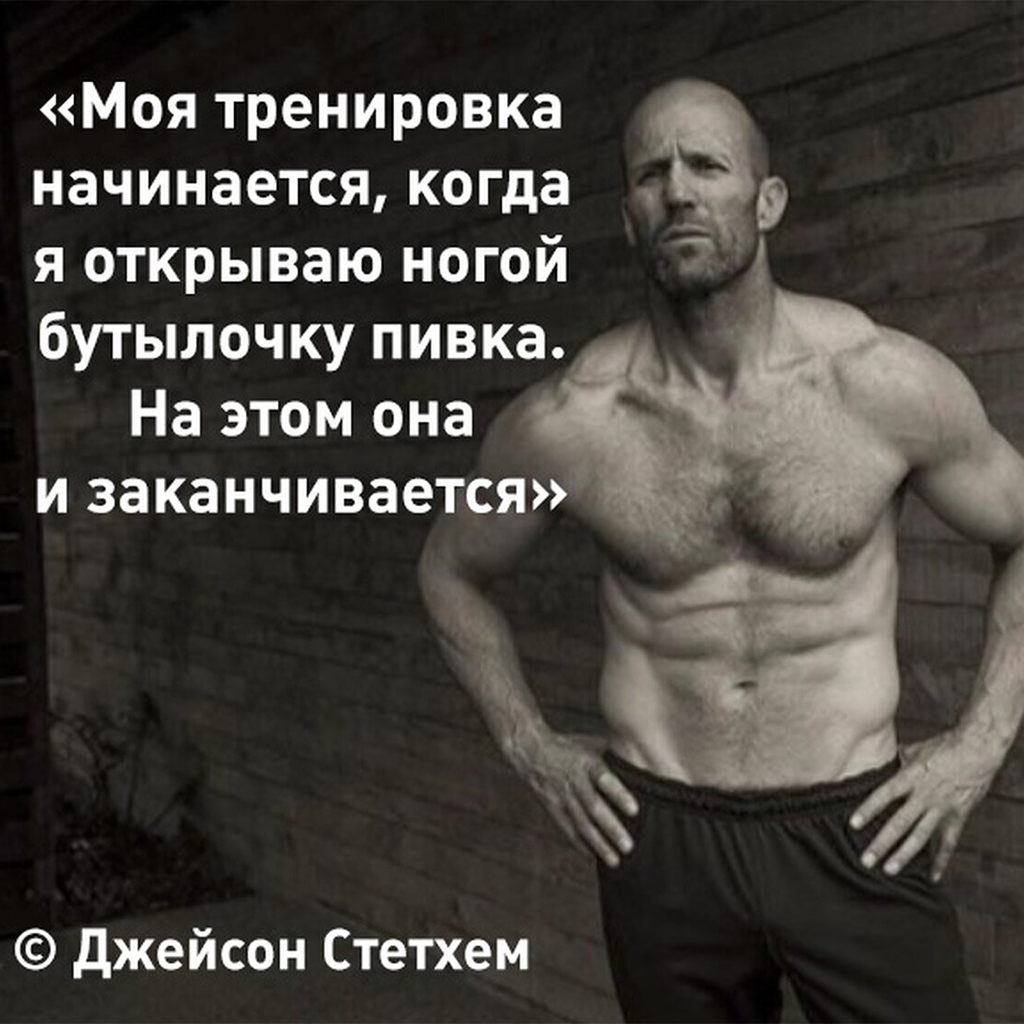 «Моя тренировка
начинается, когда
я открываю ногой
бутылочку пивка.
На этом она
и заканчивается»
© Джейсон Стетхем